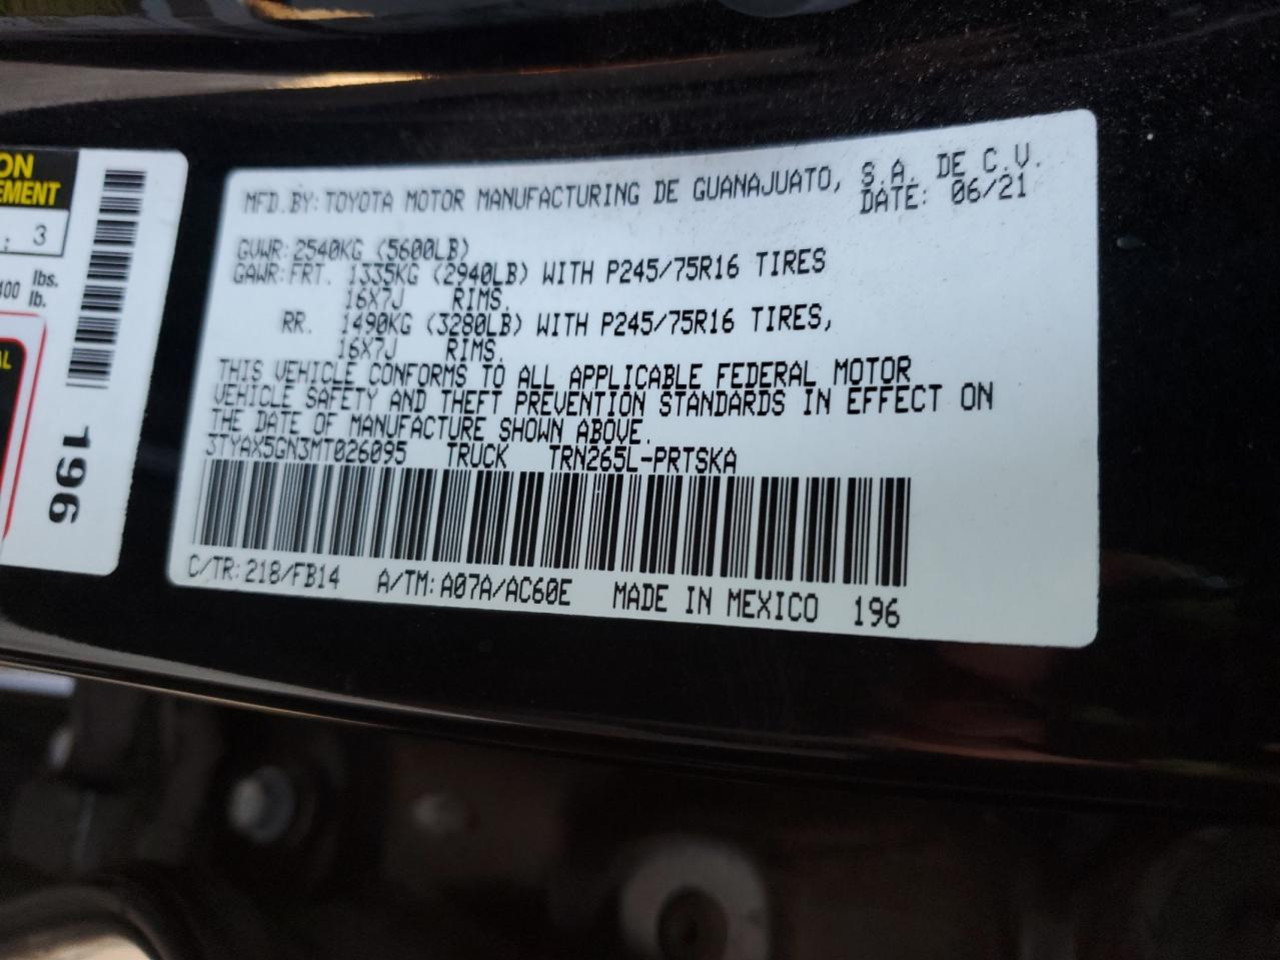 ON
EMENT
: 3
400 lbs.
lb.
AL
196
MFD.BY:TOYOTA MOTOR MANUFACTURING DE GUANAJUATO, S.A. DE C.V.
DATE: 06/21
GVWR:2540KG (5600LB)
GAWR:FRT. 1335KG (2940LB) WITH P245/75R16 TIRES
16X7J RIMS,
RR. 1490KG (3280LB) WITH P245/75R16 TIRES,
16X7J RIMS,
THIS VEHICLE CONFORMS TO ALL APPLICABLE FEDERAL MOTOR
VEHICLE SAFETY AND THEFT PREVENTION STANDARDS IN EFFECT ON
THE DATE OF MANUFACTURE SHOWN ABOVE.
3TYAX5GN3MT026095 TRUCK TRN265L-PRTSKA
C/TR:218/FB14 A/TM:A07A/AC60E MADE IN MEXICO 196